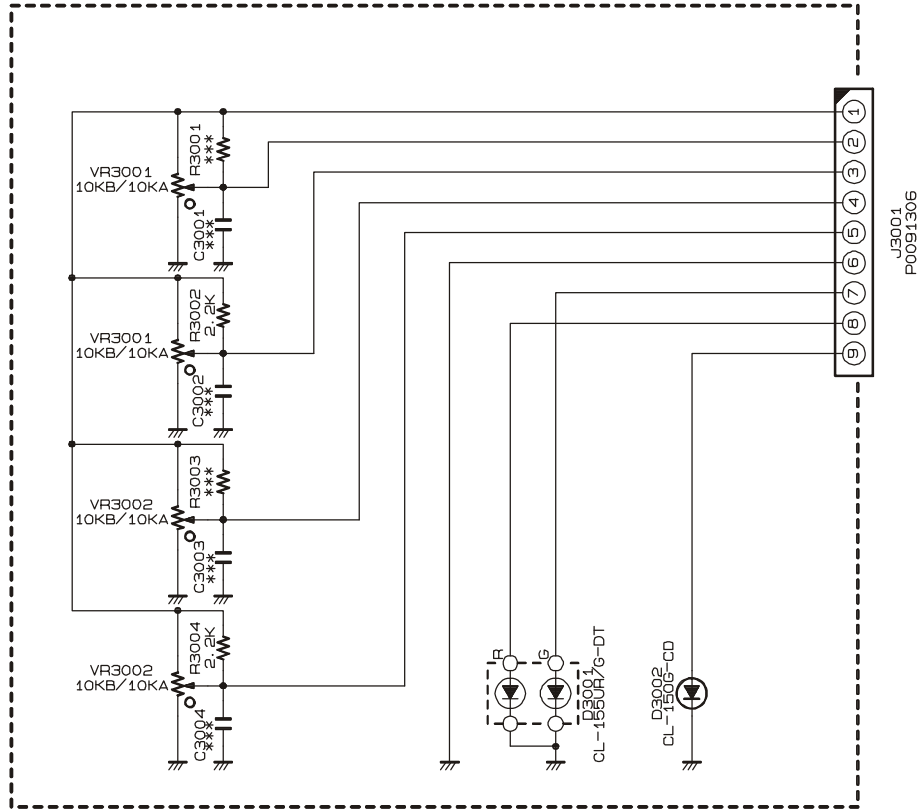 R3001
***
VR3001
10KB/10KA
C3001
***
R3002
2.2K
VR3001
10KB/10KA
C3002
***
R3003
***
VR3002
10KB/10KA
C3003
***
R3004
2.2K
VR3002
10KB/10KA
C3004
***
1
2
3
4
5
6
7
8
9
J3001
P0091306
R
G
D3001
CL-155UR/G-DT
D3002
CL-150G-CD